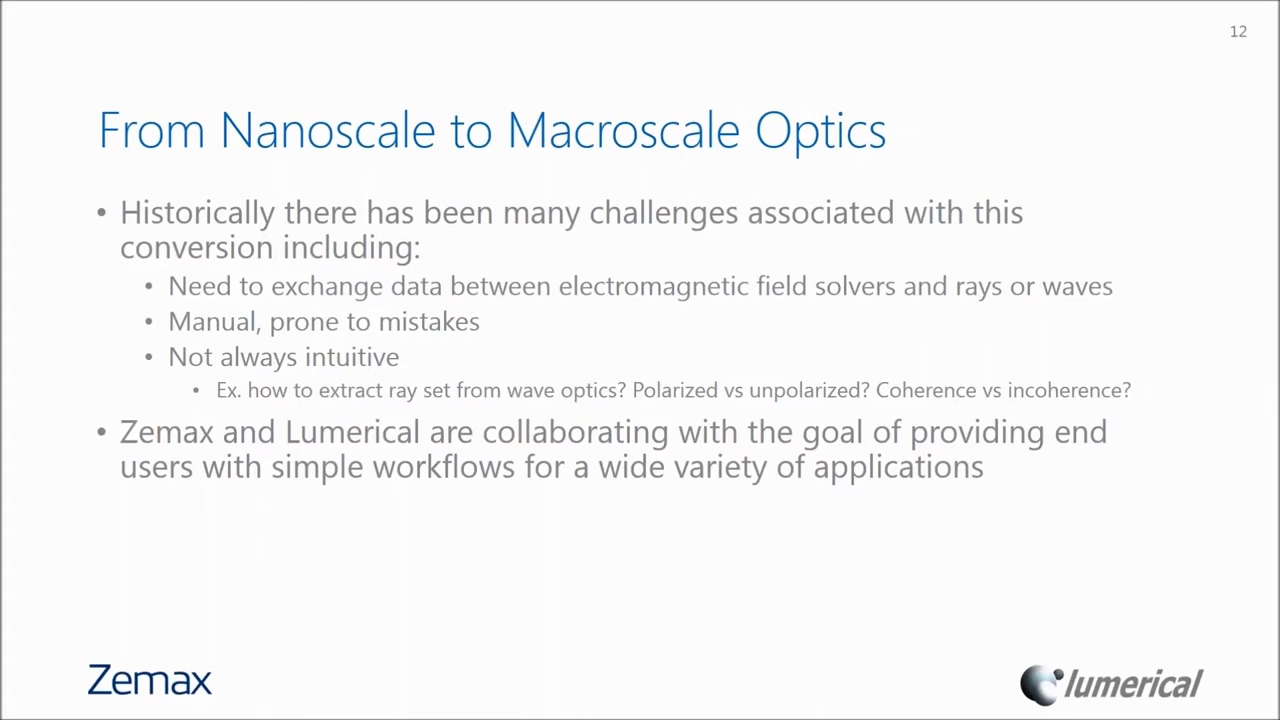 12
From Nanoscale to Macroscale Optics
• Historically there has been many challenges associated with this
conversion including:
• Need to exchange data between electromagnetic field solvers and rays or waves
• Manual, prone to mistakes
• Not always intuitive
• Ex. how to extract ray set from wave optics? Polarized vs unpolarized? Coherence vs incoherence?
• Zemax and Lumerical are collaborating with the goal of providing end
users with simple workflows for a wide variety of applications
Zemax
lumerical